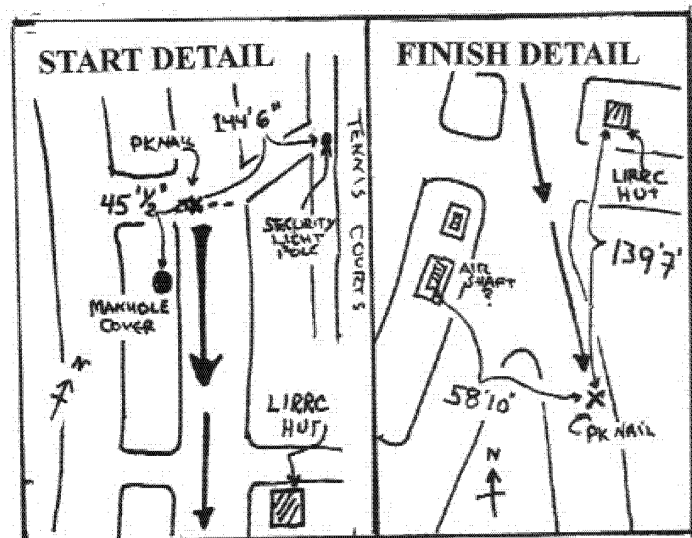 START DETAIL
144'6"
PK NAIL
45'½"
TENNIS COURTS
SECURITY
LIGHT
POLE
MANHOLE
COVER
N
LIRRC
HUT
FINISH DETAIL
LIRRC
HUT
139'7'
AIR
SHAFT
?
58'10"
PK NAIL
N